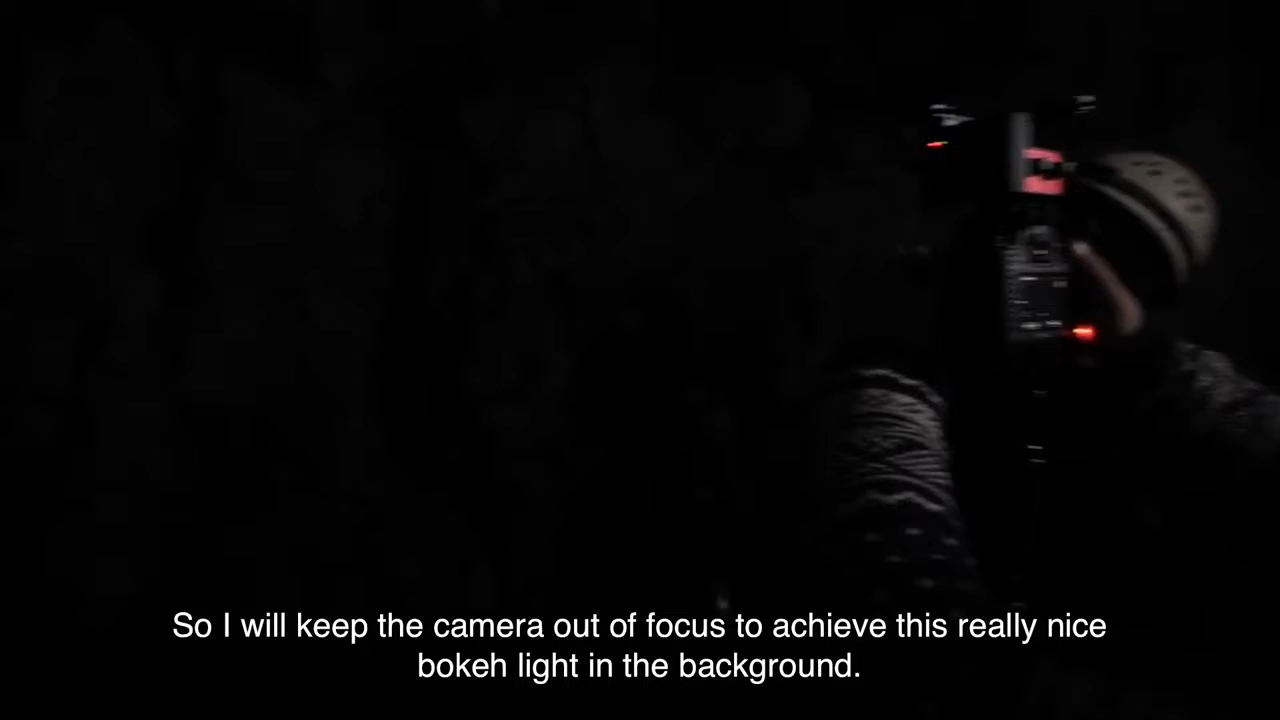 So I will keep the camera out of focus to achieve this really nice
bokeh light in the background.